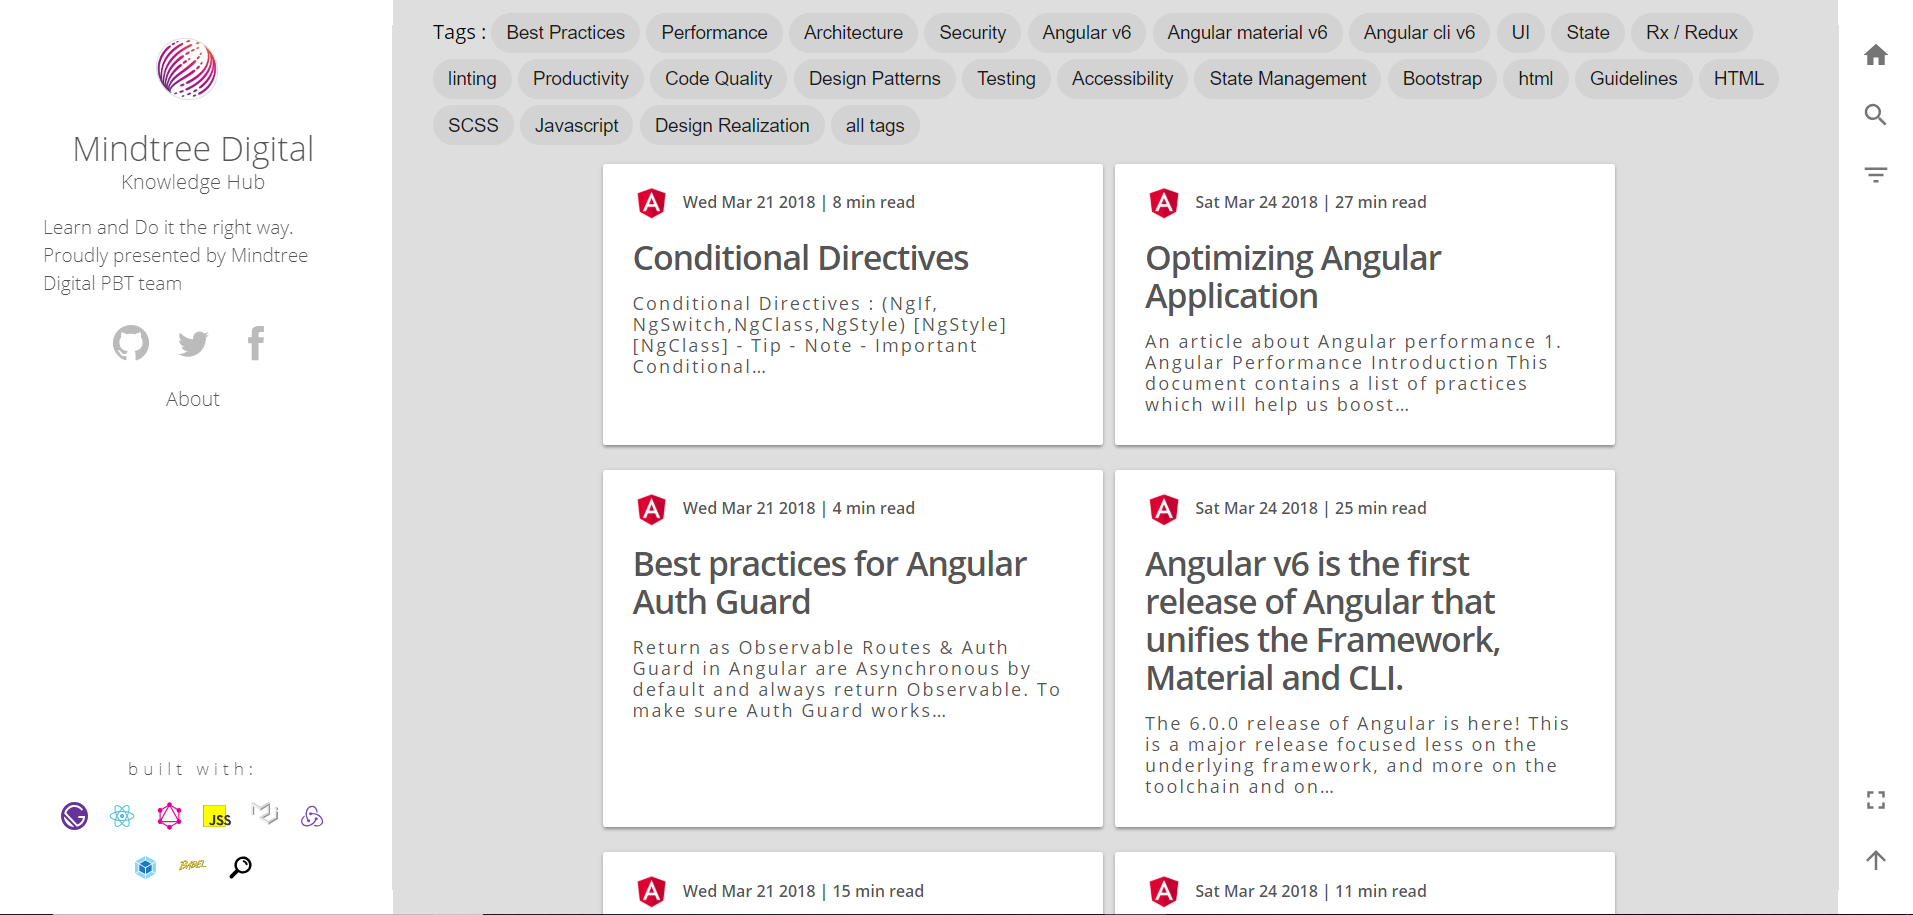 Mindtree Digital
Knowledge Hub
Learn and Do it the right way.
Proudly presented by Mindtree
Digital PBT team
About
built with:
JSS
BABEL
Tags : Best Practices Performance Architecture Security Angular v6 Angular material v6 Angular cli v6 UI State Rx / Redux
linting Productivity Code Quality Design Patterns Testing Accessibility State Management Bootstrap html Guidelines HTML
SCSS Javascript Design Realization all tags
Wed Mar 21 2018 | 8 min read
Conditional Directives
Conditional Directives : (NgIf,
NgSwitch,NgClass,NgStyle) [NgStyle]
[NgClass] - Tip - Note - Important
Conditional…
Sat Mar 24 2018 | 27 min read
Optimizing Angular
Application
An article about Angular performance 1.
Angular Performance Introduction This
document contains a list of practices
which will help us boost…
Wed Mar 21 2018 | 4 min read
Best practices for Angular
Auth Guard
Return as Observable Routes & Auth
Guard in Angular are Asynchronous by
default and always return Observable. To
make sure Auth Guard works…
Sat Mar 24 2018 | 25 min read
Angular v6 is the first
release of Angular that
unifies the Framework,
Material and CLI.
The 6.0.0 release of Angular is here! This
is a major release focused less on the
underlying framework, and more on the
toolchain and on…
Wed Mar 21 2018 | 15 min read
Sat Mar 24 2018 | 11 min read